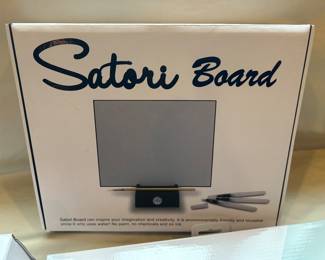 Satori Board
Satori Board can inspire your imagination and creativity, it is environmentally friendly and reusable
since it only uses water! No paint, no chemicals and no ink.